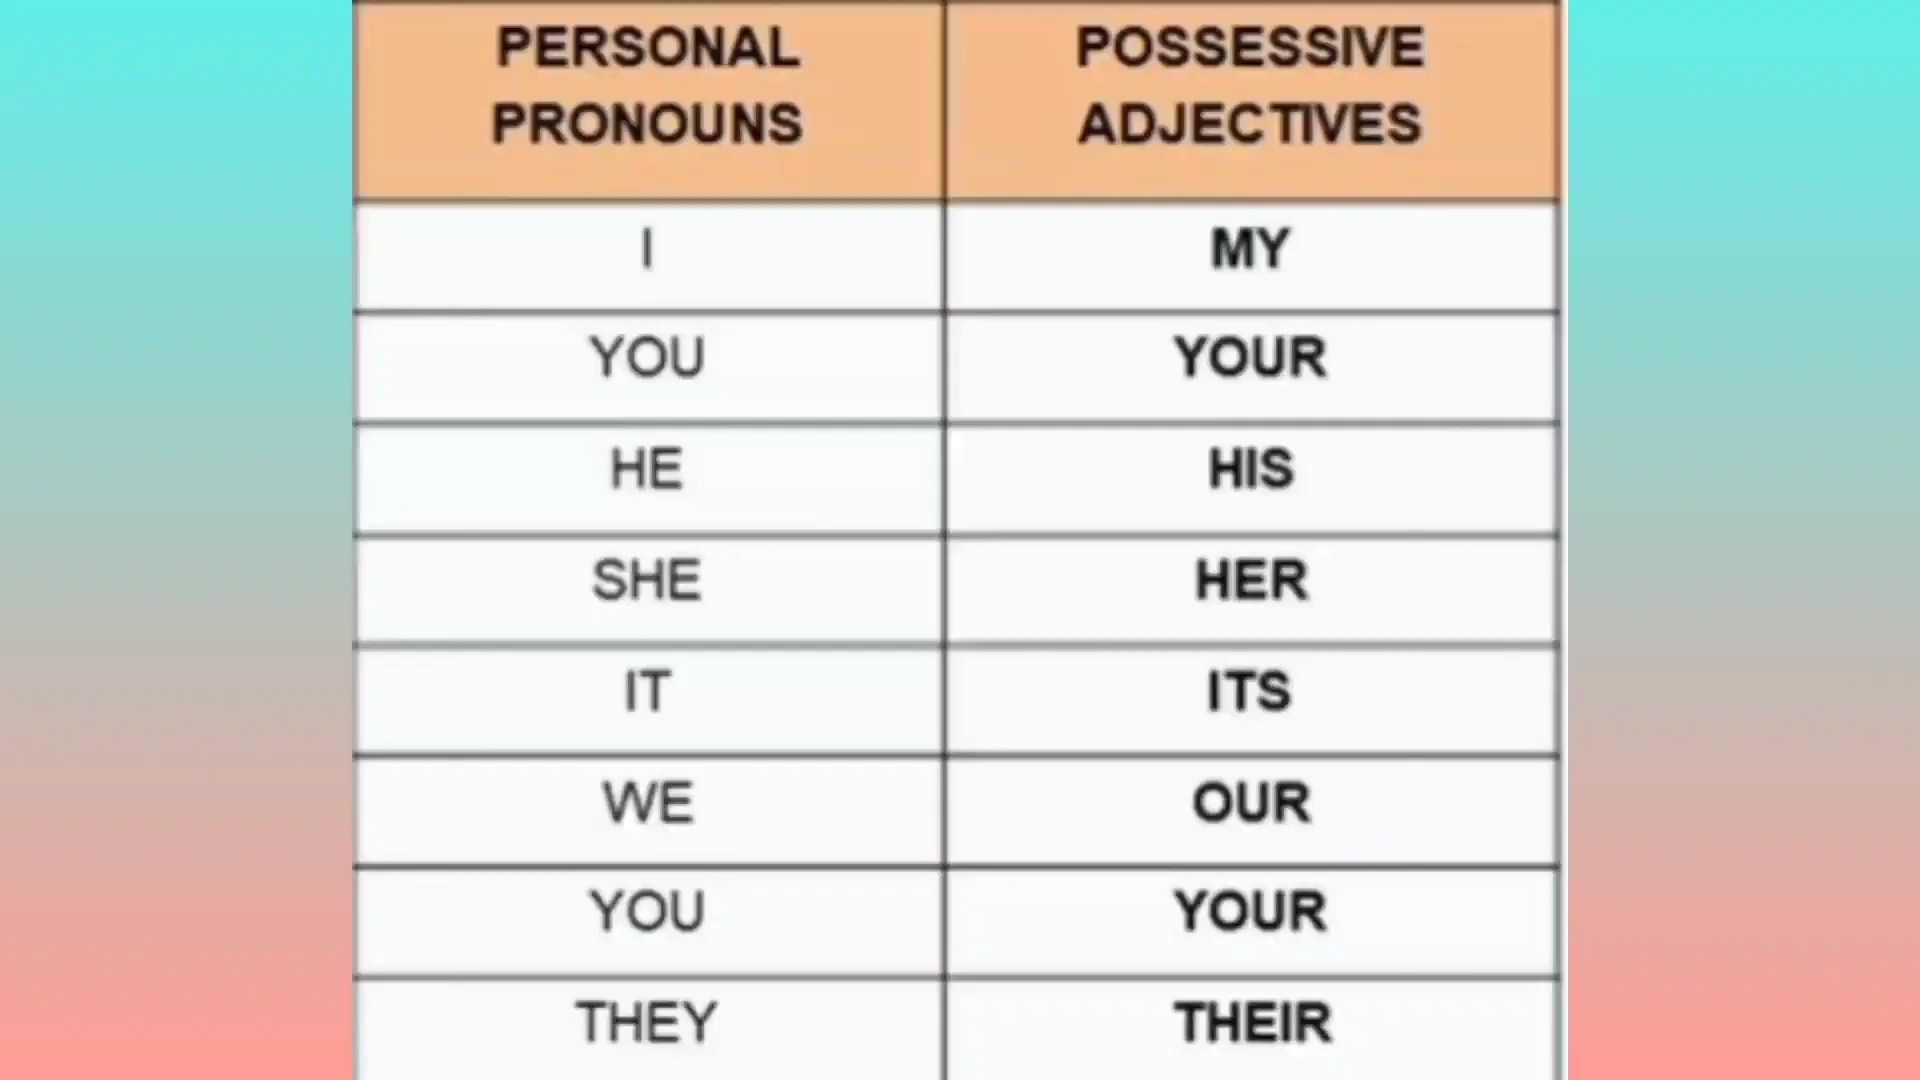 PERSONAL PRONOUNS POSSESSIVE ADJECTIVES
I MY
YOU YOUR
HE HIS
SHE HER
IT ITS
WE OUR
YOU YOUR
THEY THEIR